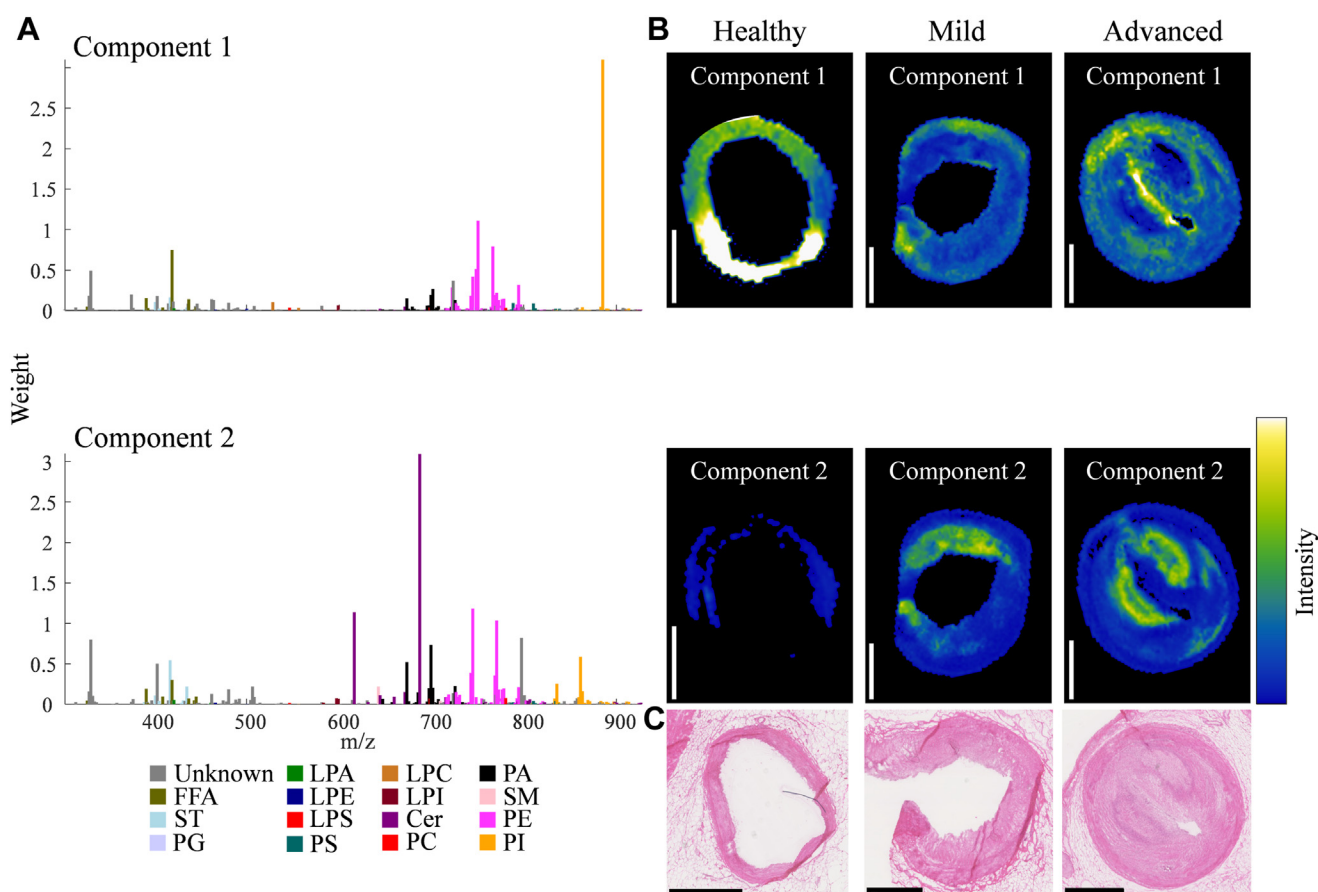 A
Component 1
2.5
2
1.5
1
0.5
0
Weight
Component 2
3
2.5
2
1.5
1
0.5
0
400 500 600 700 800 900
m/z
Unknown LPA LPC PA
FFA LPE LPI SM
ST LPS Cer PE
PG PS PC PI
B
Healthy Mild Advanced
Component 1 Component 1 Component 1
Component 2 Component 2 Component 2
Intensity
C